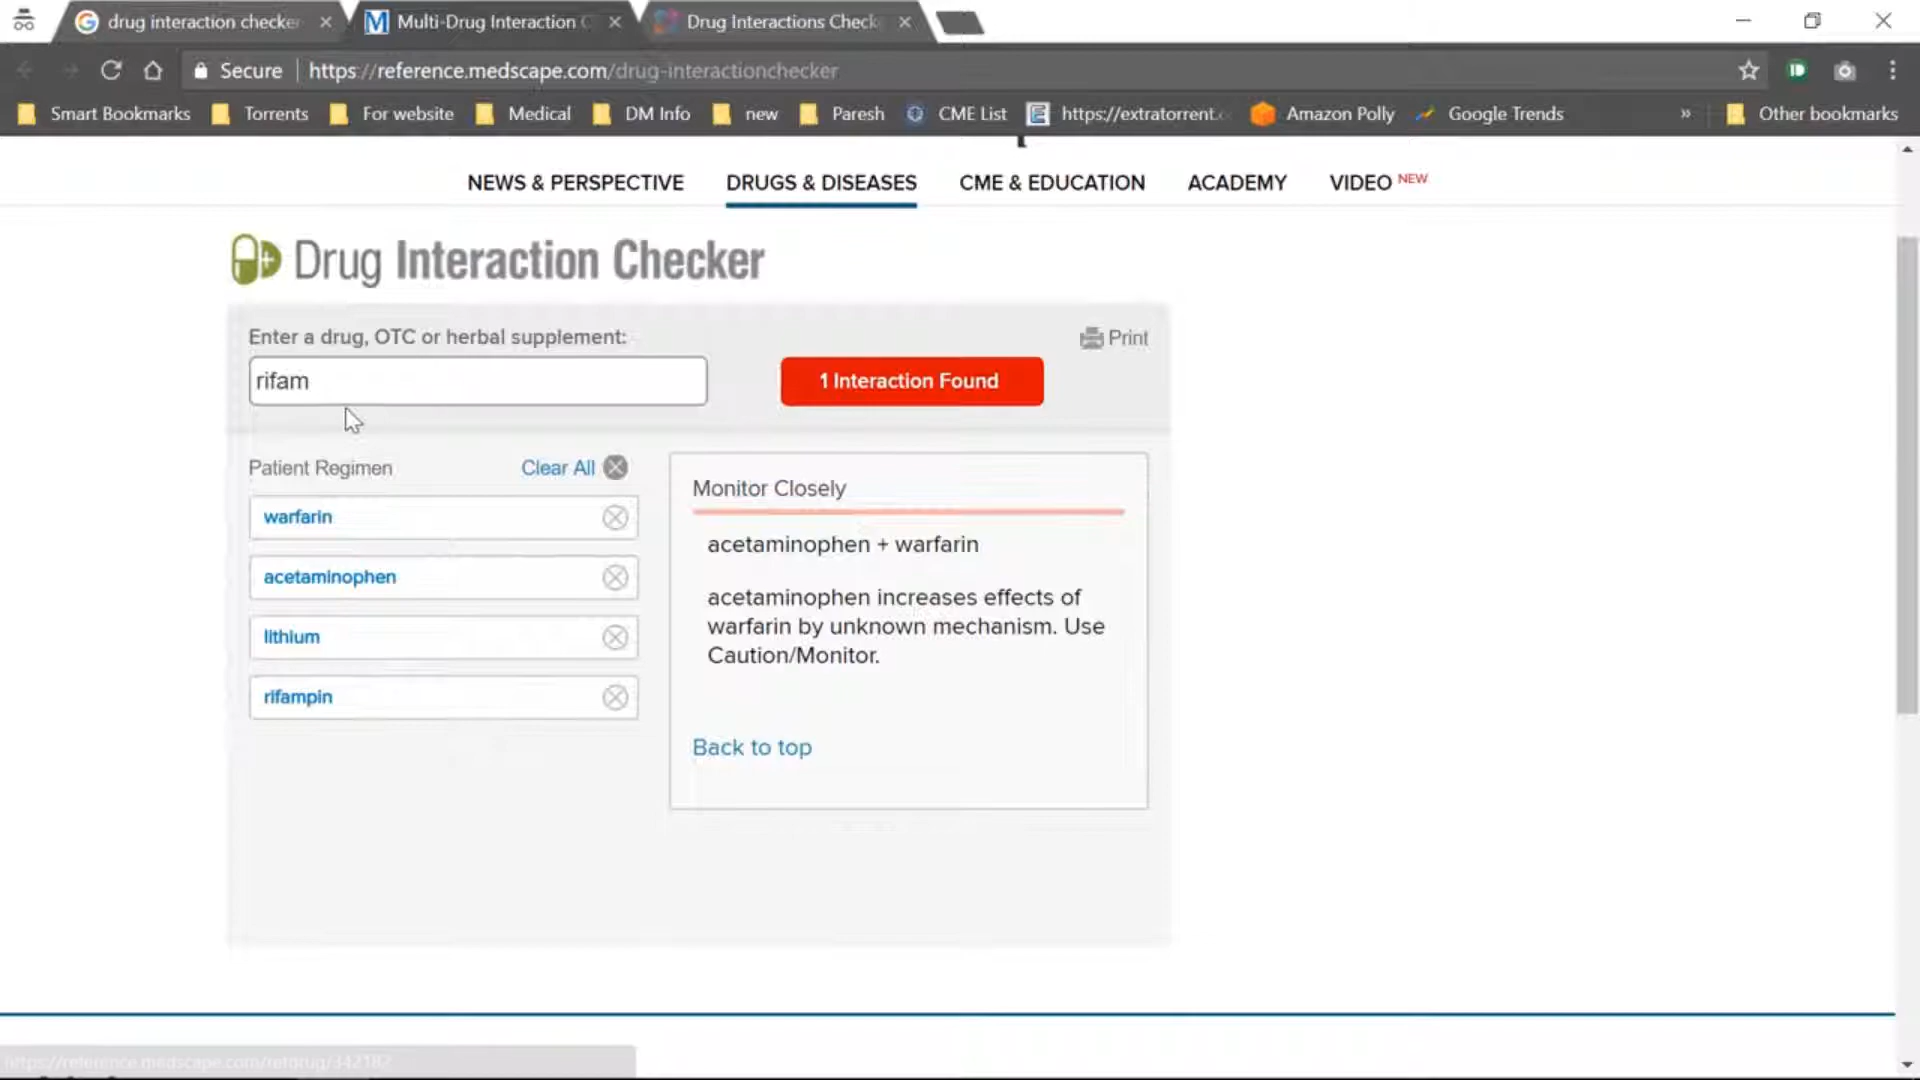 drug interaction checke
Multi-Drug Interaction C
Drug Interactions Check
Secure
https://reference.medscape.com/drug-interactionchecker
Smart Bookmarks
Torrents
For website
Medical
DM Info
new
Paresh
CME List
https://extratorrent.c
Amazon Polly
Google Trends
»
Other bookmarks
NEWS & PERSPECTIVE
DRUGS & DISEASES
CME & EDUCATION
ACADEMY
VIDEO NEW
Drug Interaction Checker
Enter a drug, OTC or herbal supplement:
Print
rifam
1 Interaction Found
Patient Regimen
Clear All
warfarin
acetaminophen
lithium
rifampin
Monitor Closely
acetaminophen + warfarin
acetaminophen increases effects of
warfarin by unknown mechanism. Use
Caution/Monitor.
Back to top